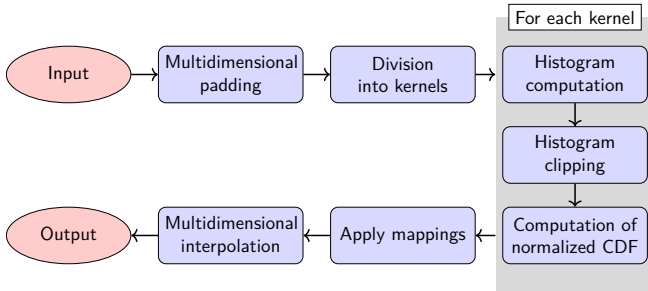 For each kernel
Input
Multidimensional
padding
Division
into kernels
Histogram
computation
Histogram
clipping
Computation of
normalized CDF
Apply mappings
Multidimensional
interpolation
Output